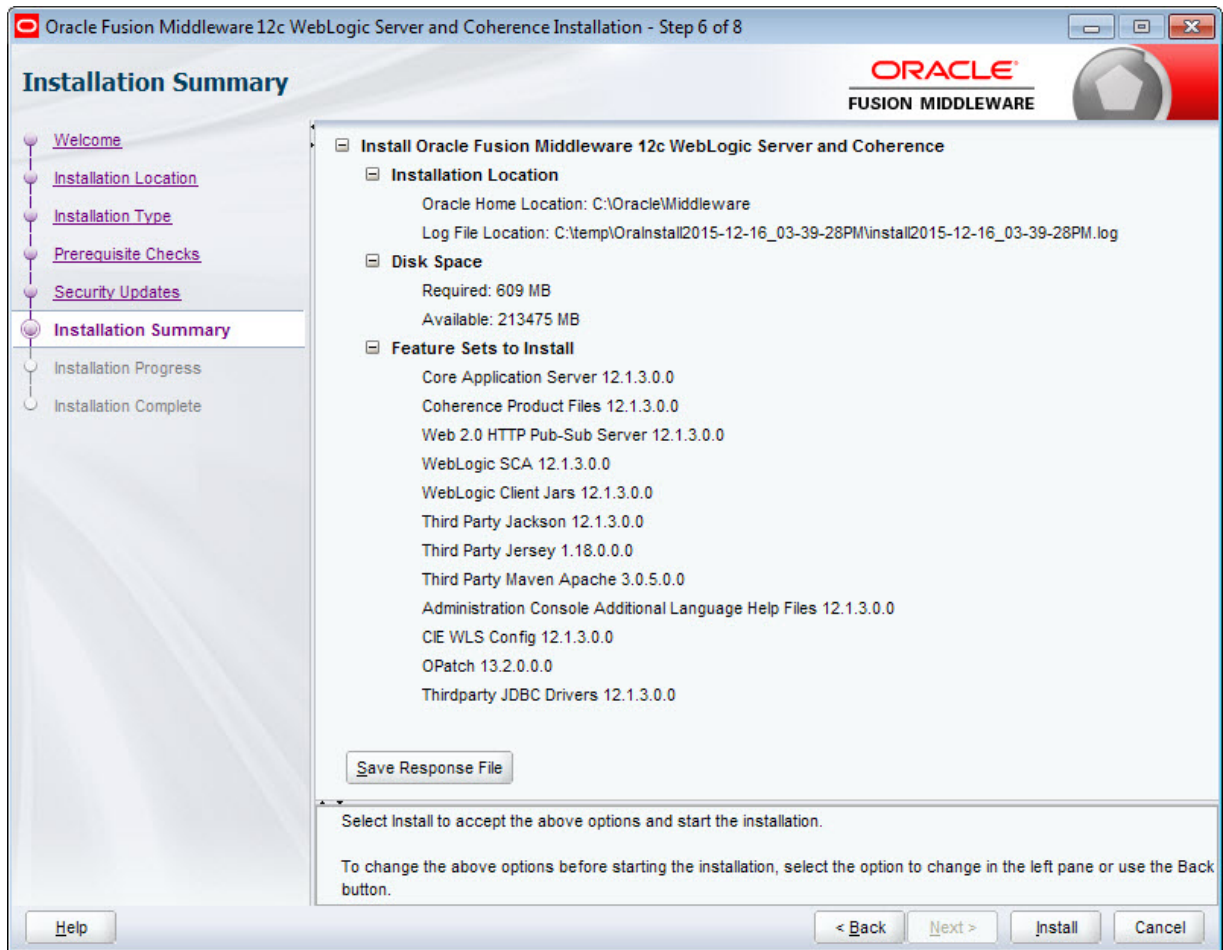 Oracle Fusion Middleware 12c WebLogic Server and Coherence Installation - Step 6 of 8
Installation Summary
ORACLE
FUSION MIDDLEWARE
Welcome
Installation Location
Installation Type
Prerequisite Checks
Security Updates
Installation Summary
Installation Progress
Installation Complete
Install Oracle Fusion Middleware 12c WebLogic Server and Coherence
Installation Location
Oracle Home Location: C:\Oracle\Middleware
Log File Location: C:\temp\OraInstall2015-12-16_03-39-28PM\install2015-12-16_03-39-28PM.log
Disk Space
Required: 609 MB
Available: 213475 MB
Feature Sets to Install
Core Application Server 12.1.3.0.0
Coherence Product Files 12.1.3.0.0
Web 2.0 HTTP Pub-Sub Server 12.1.3.0.0
WebLogic SCA 12.1.3.0.0
WebLogic Client Jars 12.1.3.0.0
Third Party Jackson 12.1.3.0.0
Third Party Jersey 1.18.0.0.0
Third Party Maven Apache 3.0.5.0.0
Administration Console Additional Language Help Files 12.1.3.0.0
CIE WLS Config 12.1.3.0.0
OPatch 13.2.0.0.0
Thirdparty JDBC Drivers 12.1.3.0.0
Save Response File
Select Install to accept the above options and start the installation.
To change the above options before starting the installation, select the option to change in the left pane or use the Back
button.
Help
< Back
Next >
Install
Cancel